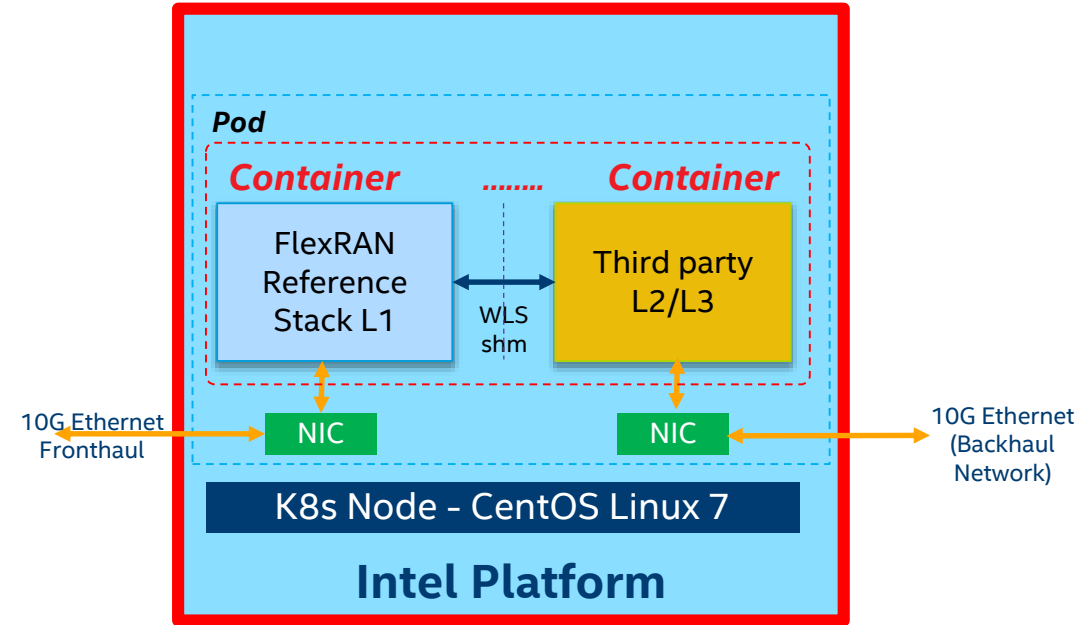 Pod
Container
........
Container
FlexRAN
Reference
Stack L1
WLS
shm
Third party
L2/L3
10G Ethernet
Fronthaul
NIC
NIC
10G Ethernet
(Backhaul
Network)
K8s Node - CentOS Linux 7
Intel Platform